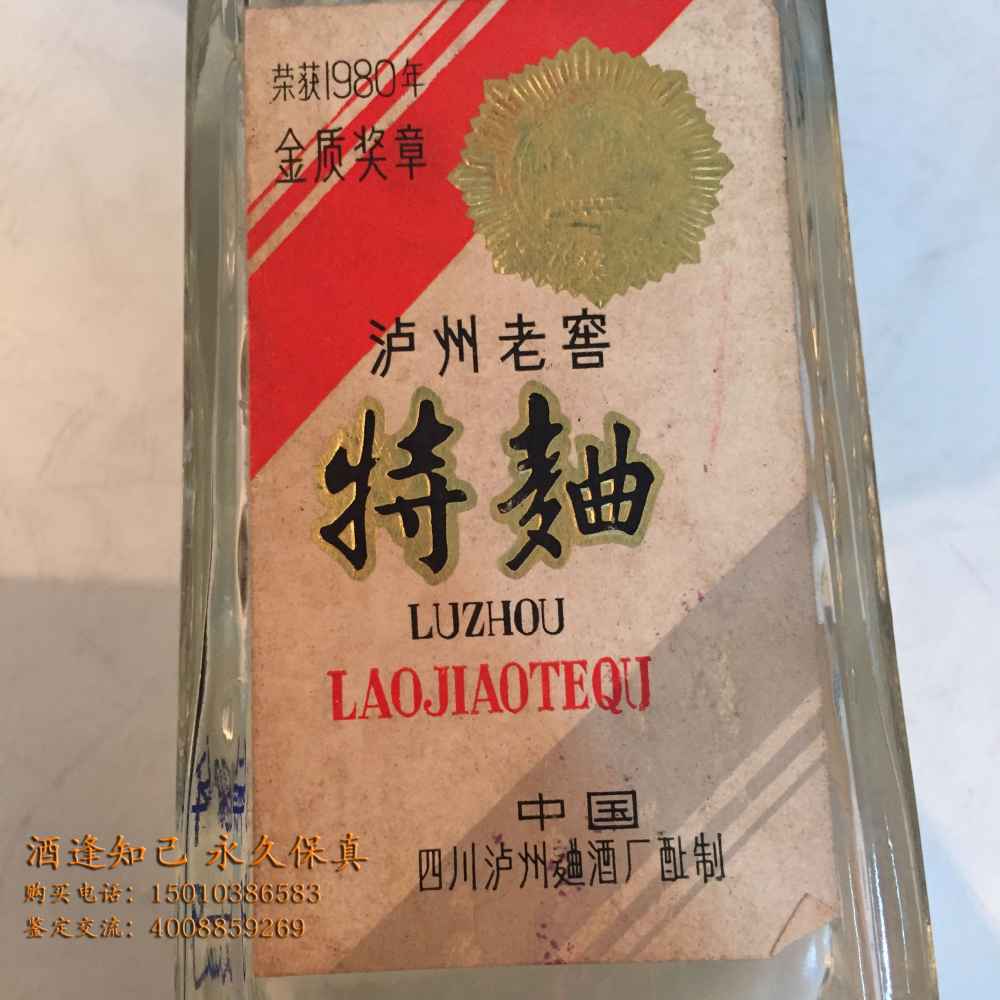 荣获1980年
金质奖章
泸州老窖
特麯
LUZHOU
LAOJIAOTEQU
中国
四川泸州麯酒厂酝制
酒逢知己 永久保真
购买电话：15010386583
鉴定交流：4008859269